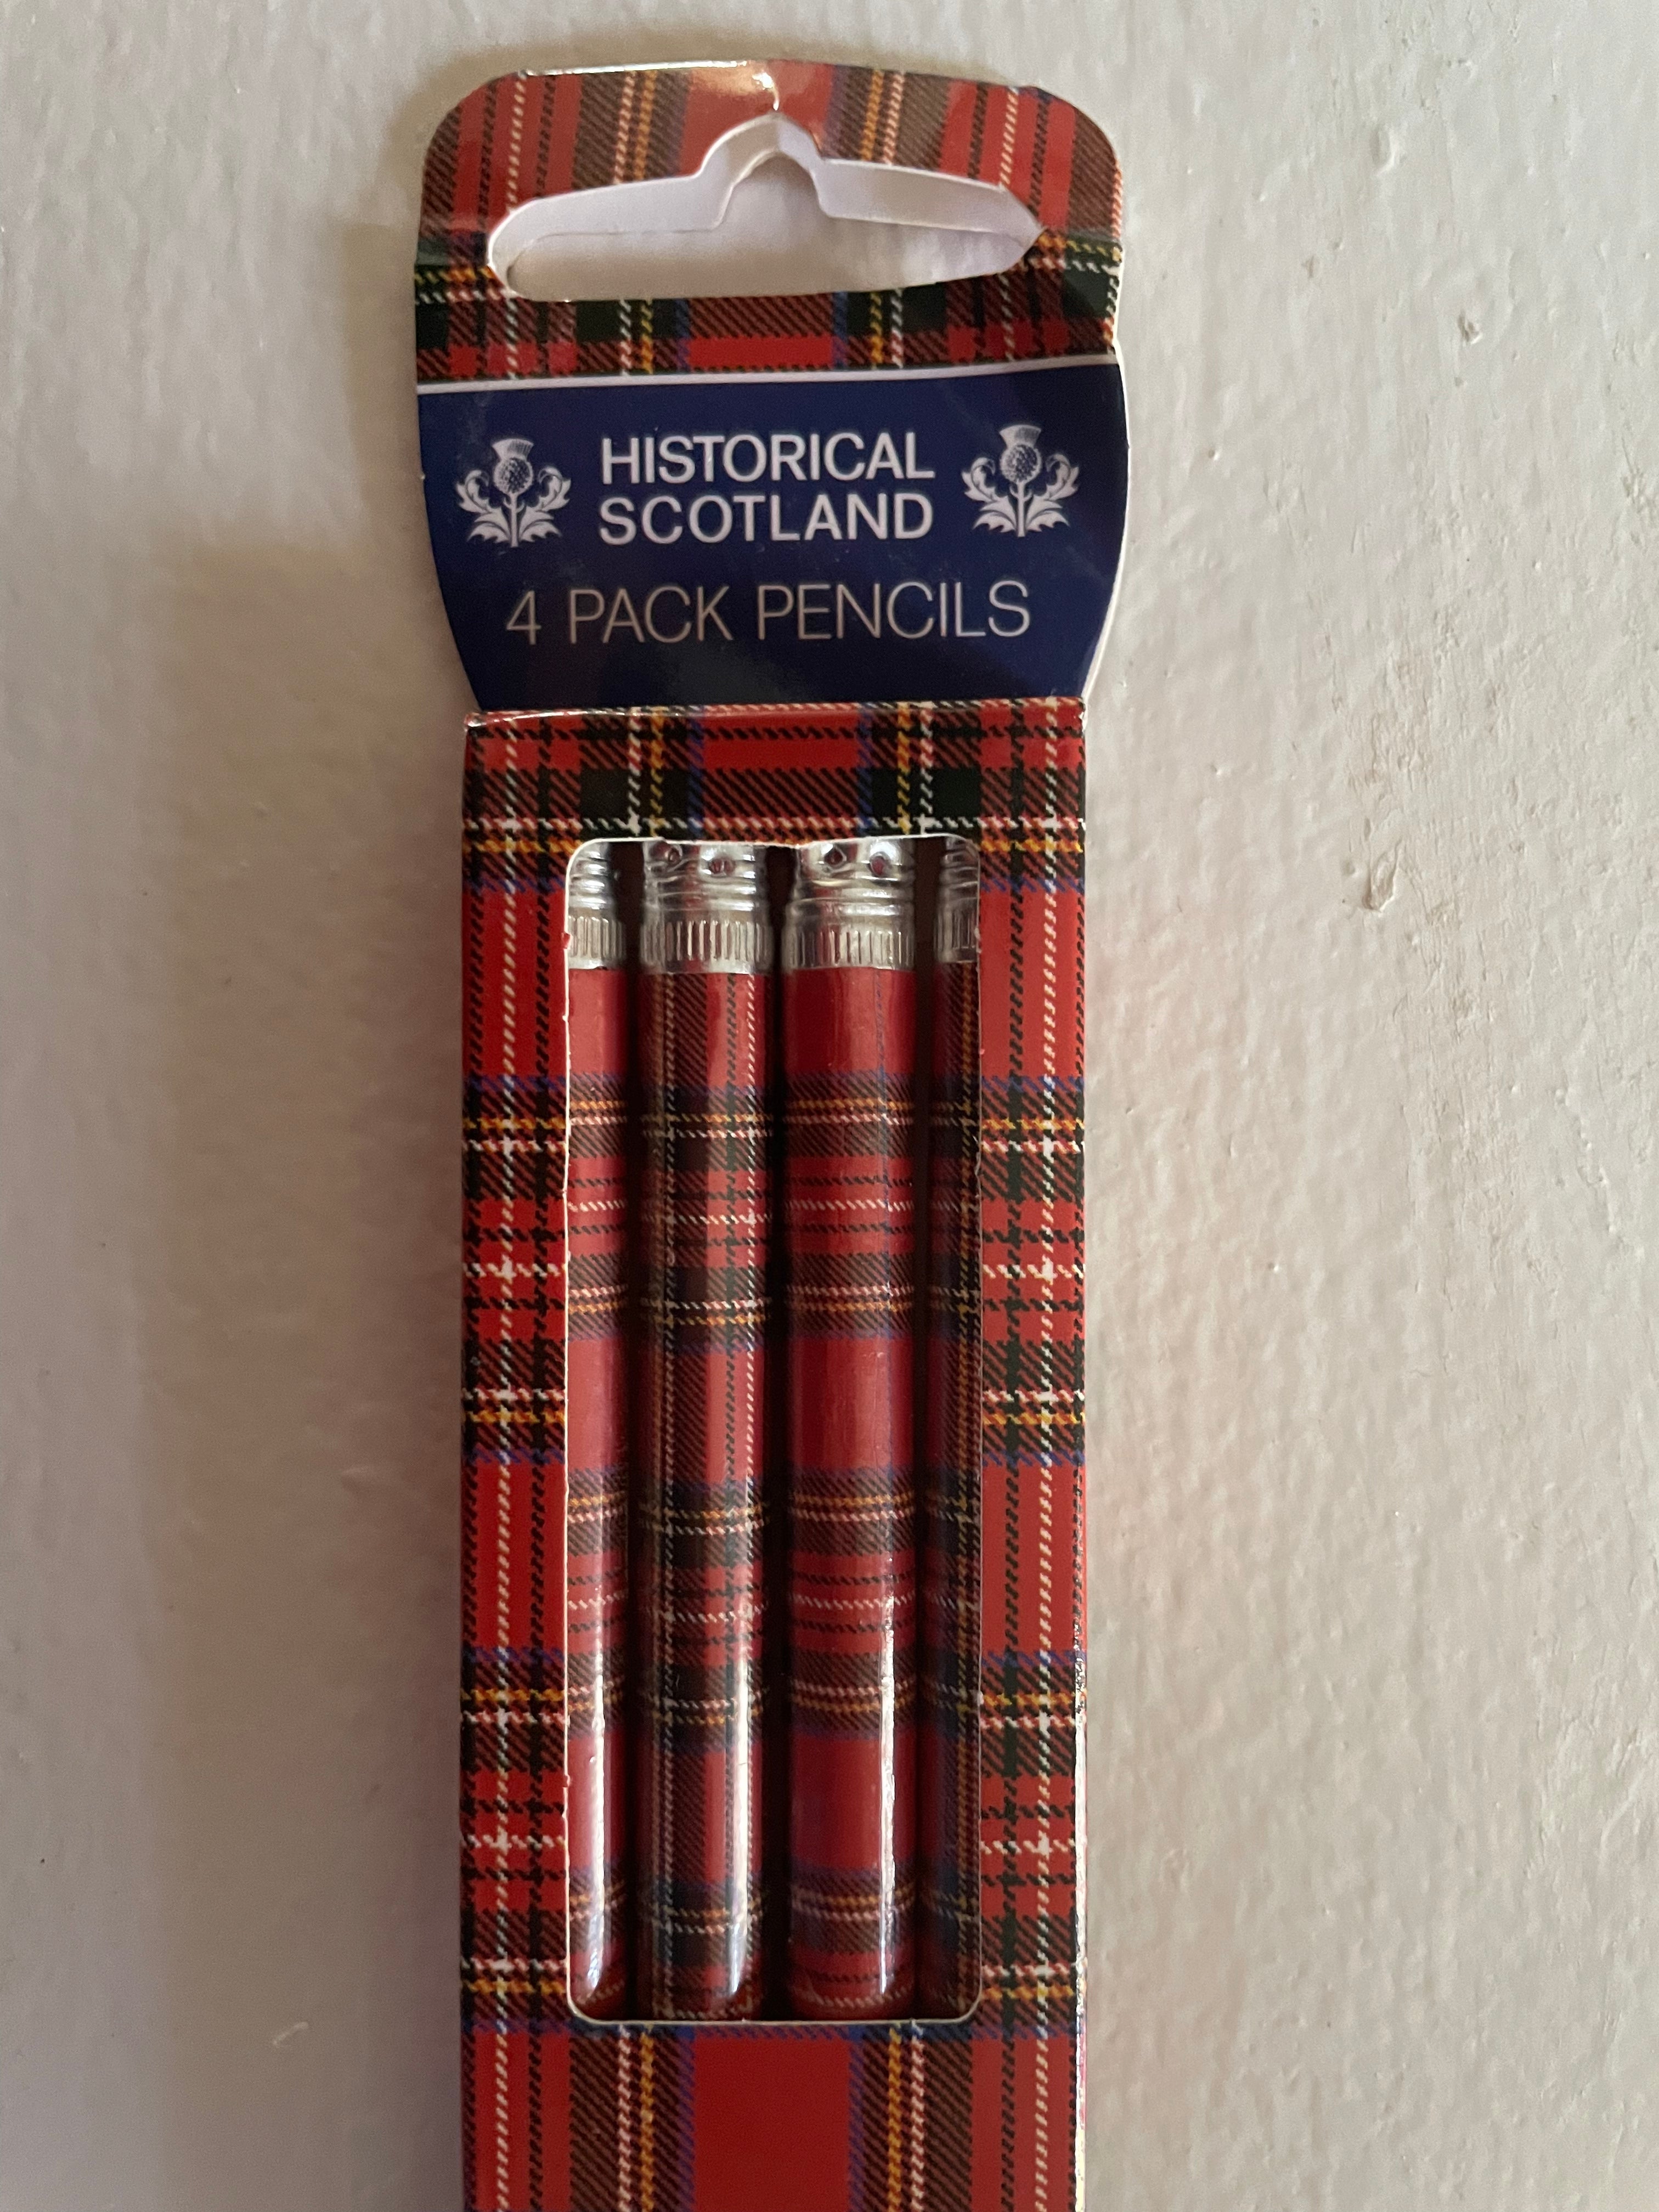 HISTORICAL
SCOTLAND
4 PACK PENCILS